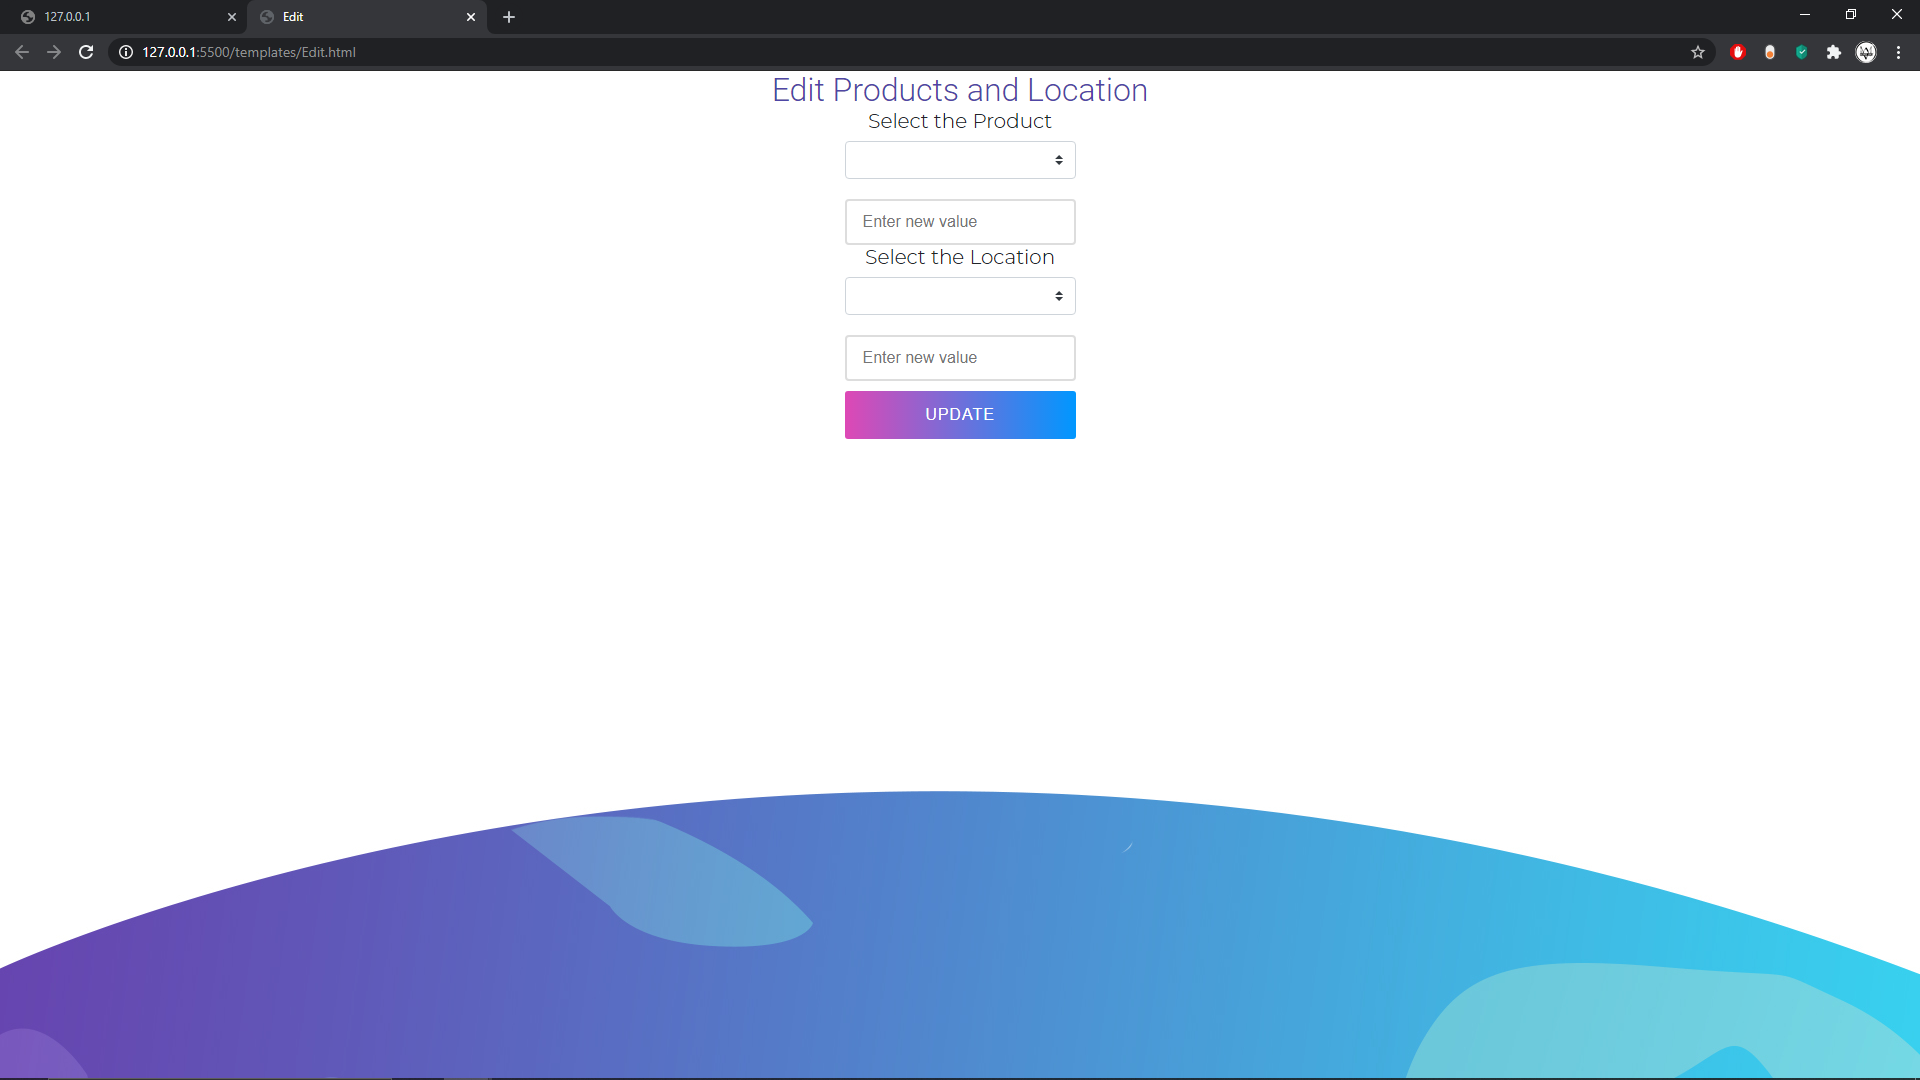 127.0.0.1
Edit
127.0.0.1:5500/templates/Edit.html
Edit Products and Location
Select the Product
Enter new value
Select the Location
Enter new value
UPDATE